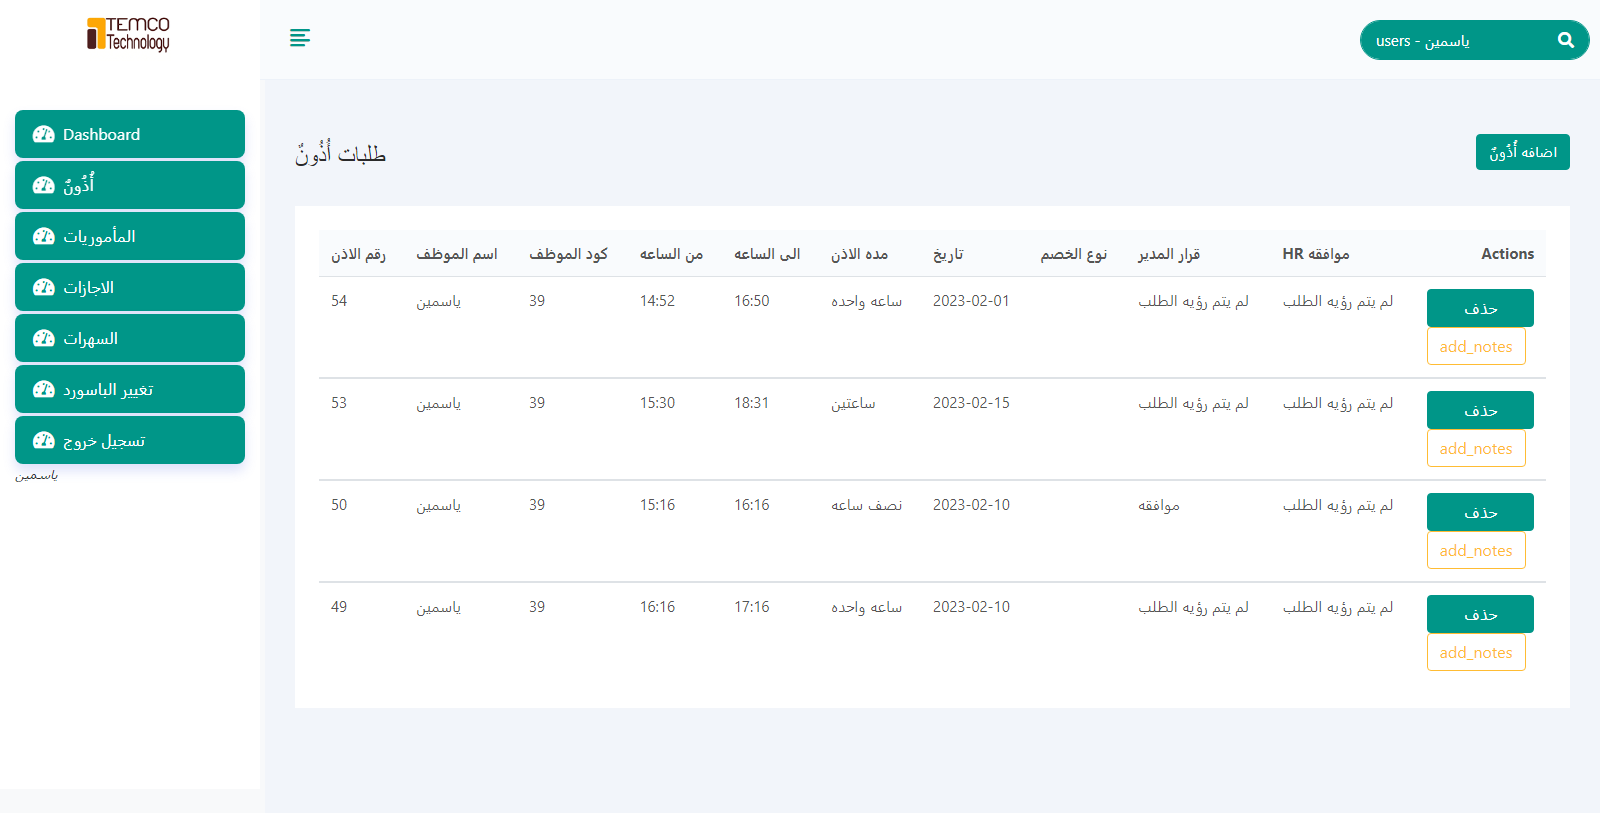 TEMCO
Technology
users - ياسمين
Dashboard
أُذُونٌ
المأموريات
الاجازات
السهرات
تغيير الباسورد
تسجيل خروج
ياسمين
طلبات أُذُونٌ
اضافه أُذُونٌ
رقم الاذن اسم الموظف كود الموظف من الساعه الى الساعه مده الاذن تاريخ نوع الخصم قرار المدير موافقه HR Actions
54 ياسمين 39 14:52 16:50 ساعه واحده 2023-02-01 لم يتم رؤيه الطلب لم يتم رؤيه الطلب حذف
add_notes
53 ياسمين 39 15:30 18:31 ساعتين 2023-02-15 لم يتم رؤيه الطلب لم يتم رؤيه الطلب حذف
add_notes
50 ياسمين 39 15:16 16:16 نصف ساعه 2023-02-10 موافقه لم يتم رؤيه الطلب حذف
add_notes
49 ياسمين 39 16:16 17:16 ساعه واحده 2023-02-10 لم يتم رؤيه الطلب لم يتم رؤيه الطلب حذف
add_notes